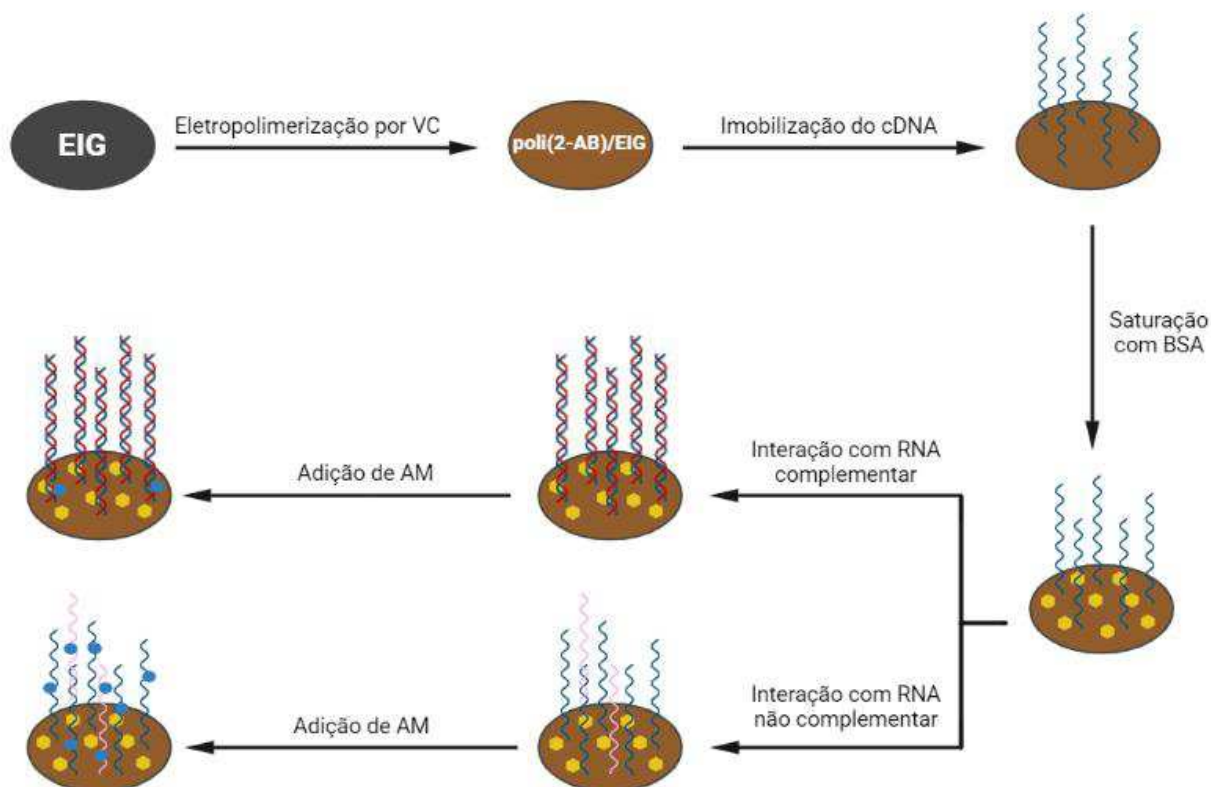 EIG
Eletropolimerização por VC
poli(2-AB)/EIG
Imobilização do cDNA
Saturação
com BSA
Interação com RNA
complementar
Adição de AM
Interação com RNA
não complementar
Adição de AM